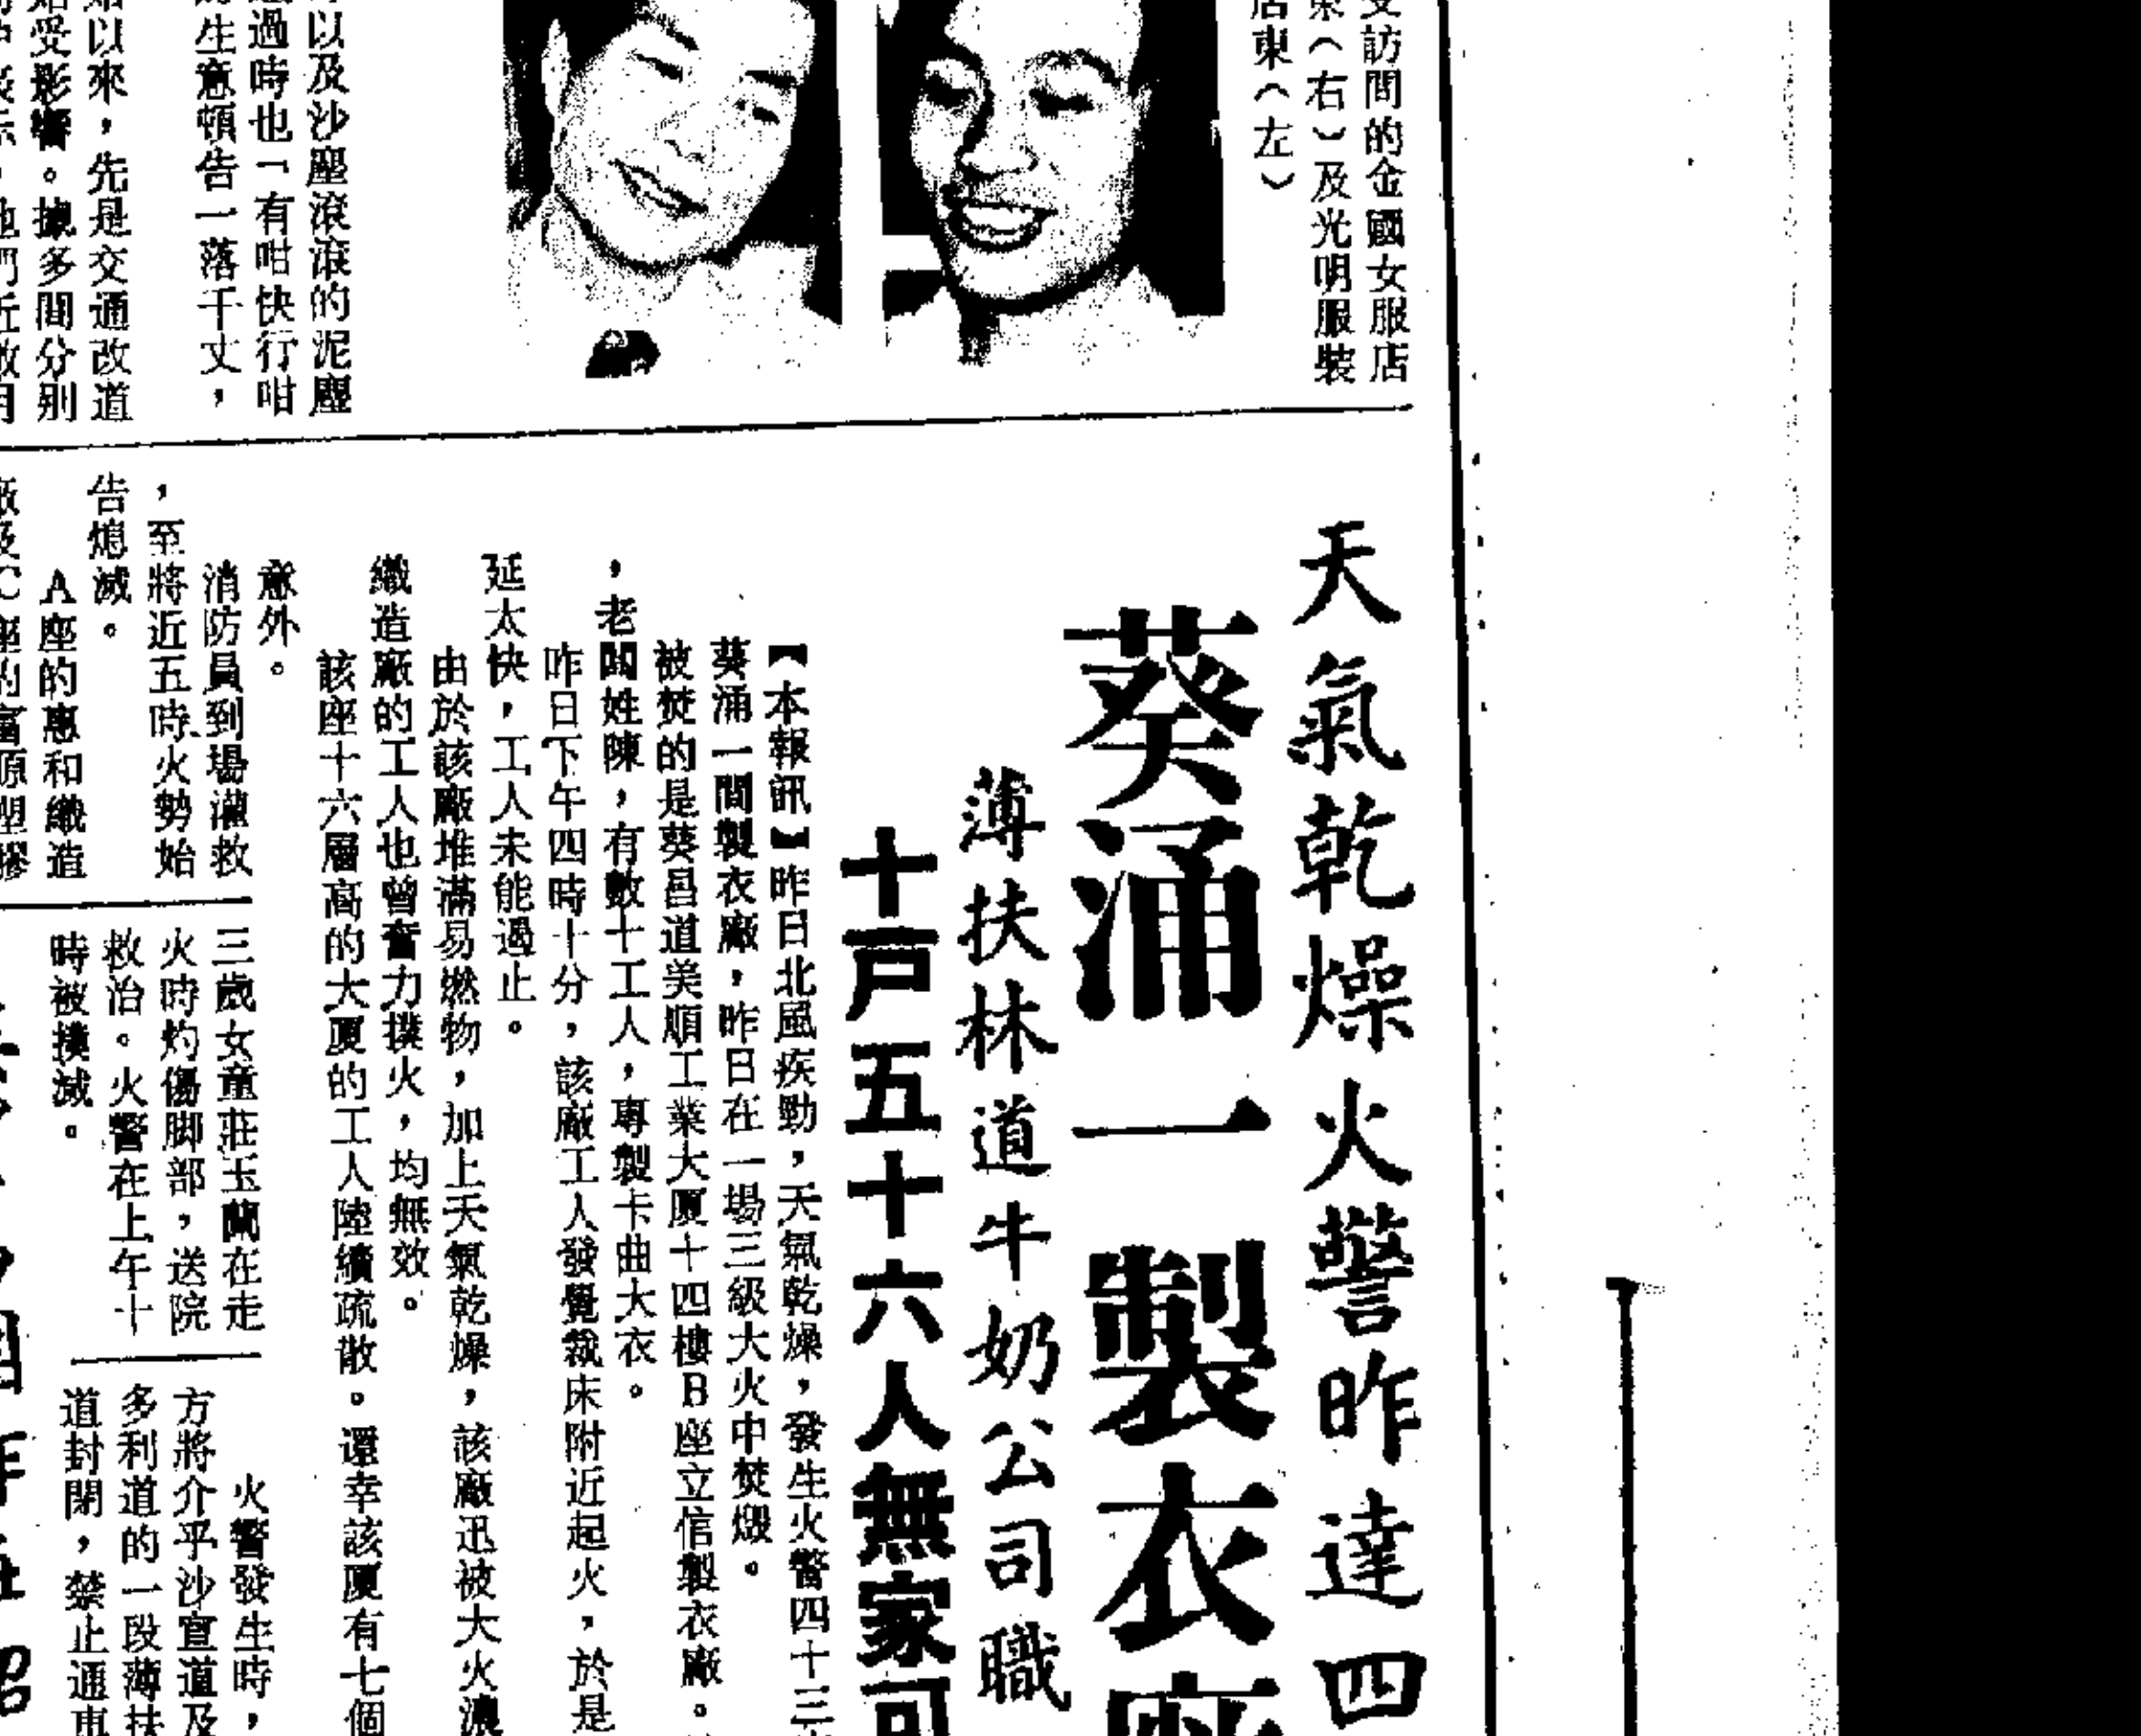 訪問的金國女服店
東（右）及光明服裝
店東（左）
以及沙塵滾滾的泥塵
過時也「有咁快行咁
生意頓告一落千丈，
以來，先是交通改道
受影響。據多間分別
天氣乾燥火警昨達四
葵涌一製衣廠
薄扶林道牛奶公司職
十戶五十六人無家可
【本報訊】昨日北風疾勁，天氣乾燥，發生火警四十三
葵涌一間製衣廠，昨日在一場三級大火中焚燬。
被焚的是葵昌道美順工業大厦十四樓B座立信製衣廠。
，老闆姓陳，有數十工人，專製卡曲大衣。
昨日下午四時十分，該廠工人發覺裁床附近起火，於是
延太快，工人未能遏止。
由於該廠堆滿易燃物，加上天氣乾燥，該廠迅被大火濃
織造廠的工人也曾奮力撲火，均無效。
該座十六層高的大厦的工人陸續疏散。還幸該厦有七個
意外。
消防員到場灌救
，至將近五時火勢始
告熄滅。
A座的惠和織造
廠及C座的富源塑膠
三歲女童莊玉蘭在走
火時灼傷脚部，送院
救治。火警在上午十
時被撲滅。
火警發生時，
方將介乎沙宣道及
多利道的一段薄扶
道封閉，禁止通車